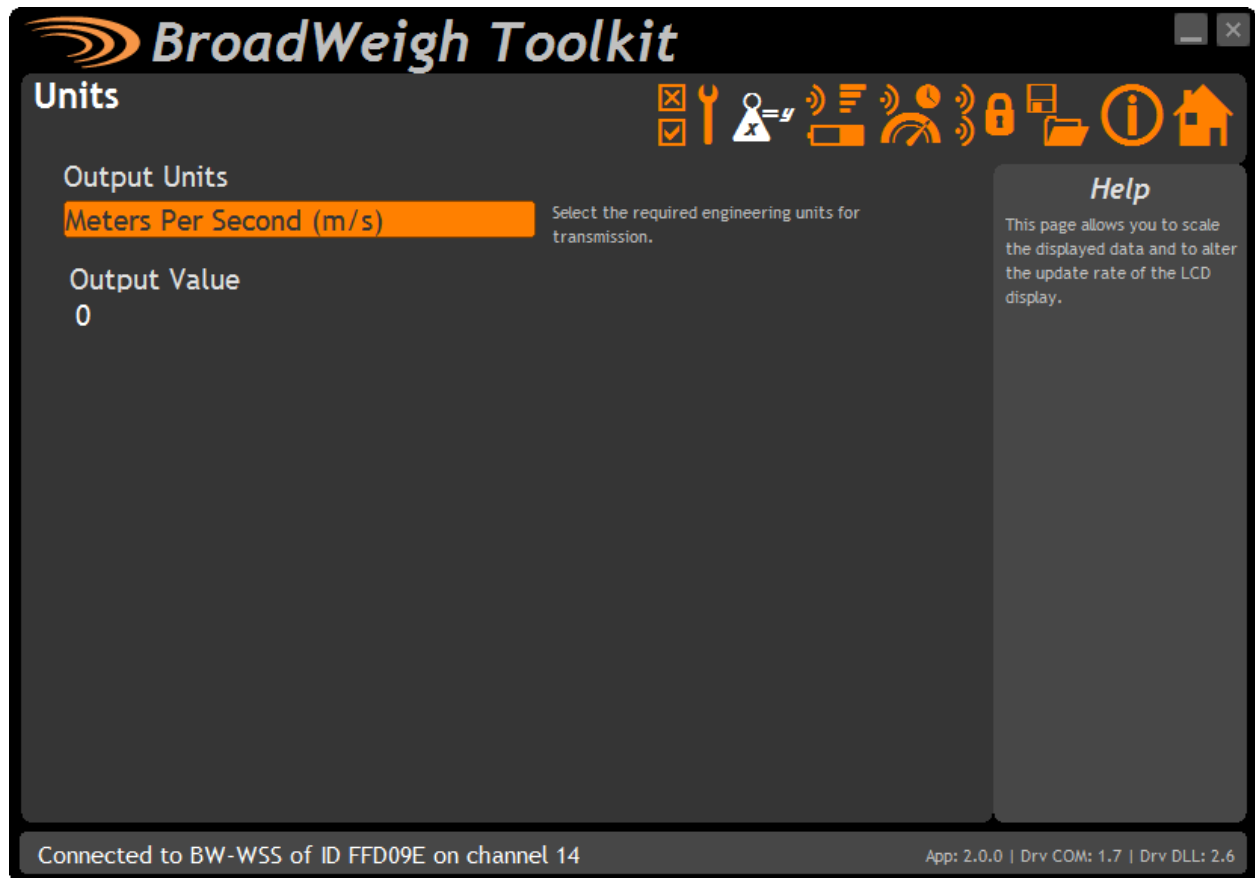 BroadWeigh Toolkit
Units
x=y
Output Units
Meters Per Second (m/s)
Select the required engineering units for
transmission.
Output Value
0
Help
This page allows you to scale
the displayed data and to alter
the update rate of the LCD
display.
Connected to BW-WSS of ID FFD09E on channel 14
App: 2.0.0 | Drv COM: 1.7 | Drv DLL: 2.6